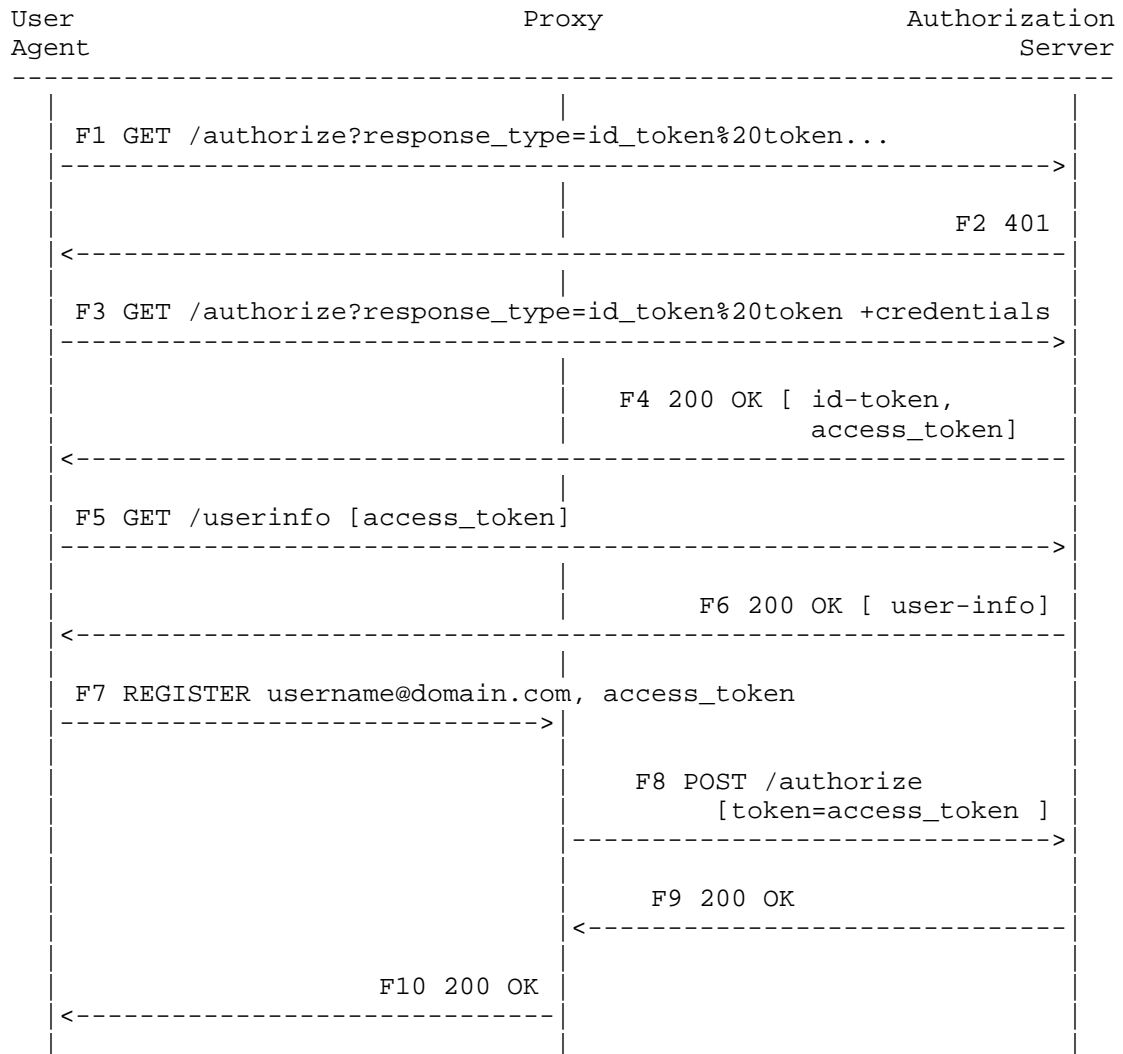 User Proxy Authorization
Agent Server
F1 GET /authorize?response_type=id_token%20token...
F2 401
F3 GET /authorize?response_type=id_token%20token +credentials
F4 200 OK [ id-token,
access_token]
F5 GET /userinfo [access_token]
F6 200 OK [ user-info]
F7 REGISTER username@domain.com, access_token
F8 POST /authorize
[token=access_token ]
F9 200 OK
F10 200 OK